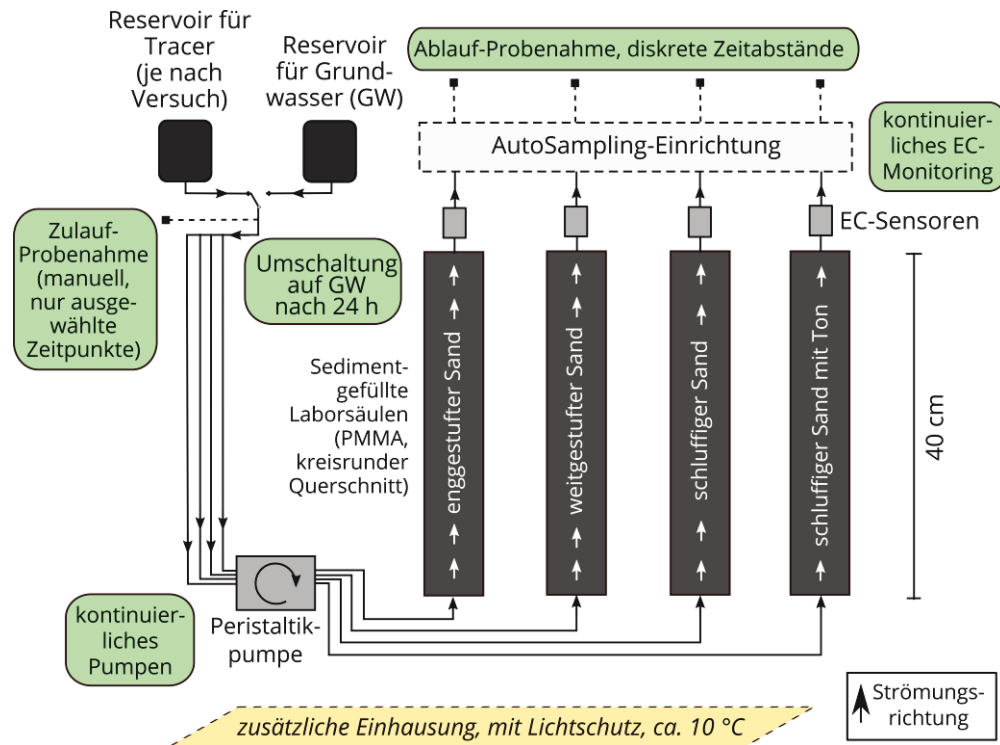 Reservoir für
Tracer
(je nach
Versuch)
Reservoir
für Grund-
wasser (GW)
Ablauf-Probenahme, diskrete Zeitabstände
AutoSampling-Einrichtung
kontinuier-
liches EC-
Monitoring
EC-Sensoren
Zulauf-
Probenahme
(manuell,
nur ausge-
wählte
Zeitpunkte)
Umschaltung
auf GW
nach 24 h
Sediment-
gefüllte
Laborsäulen
(PMMA,
kreisrunder
Querschnitt)
enggestufter Sand
weitgestufter Sand
schluffiger Sand
schluffiger Sand mit Ton
40 cm
kontinuier-
liches
Pumpen
Peristaltik-
pumpe
Strömungs-
richtung
zusätzliche Einhausung, mit Lichtschutz, ca. 10 °C